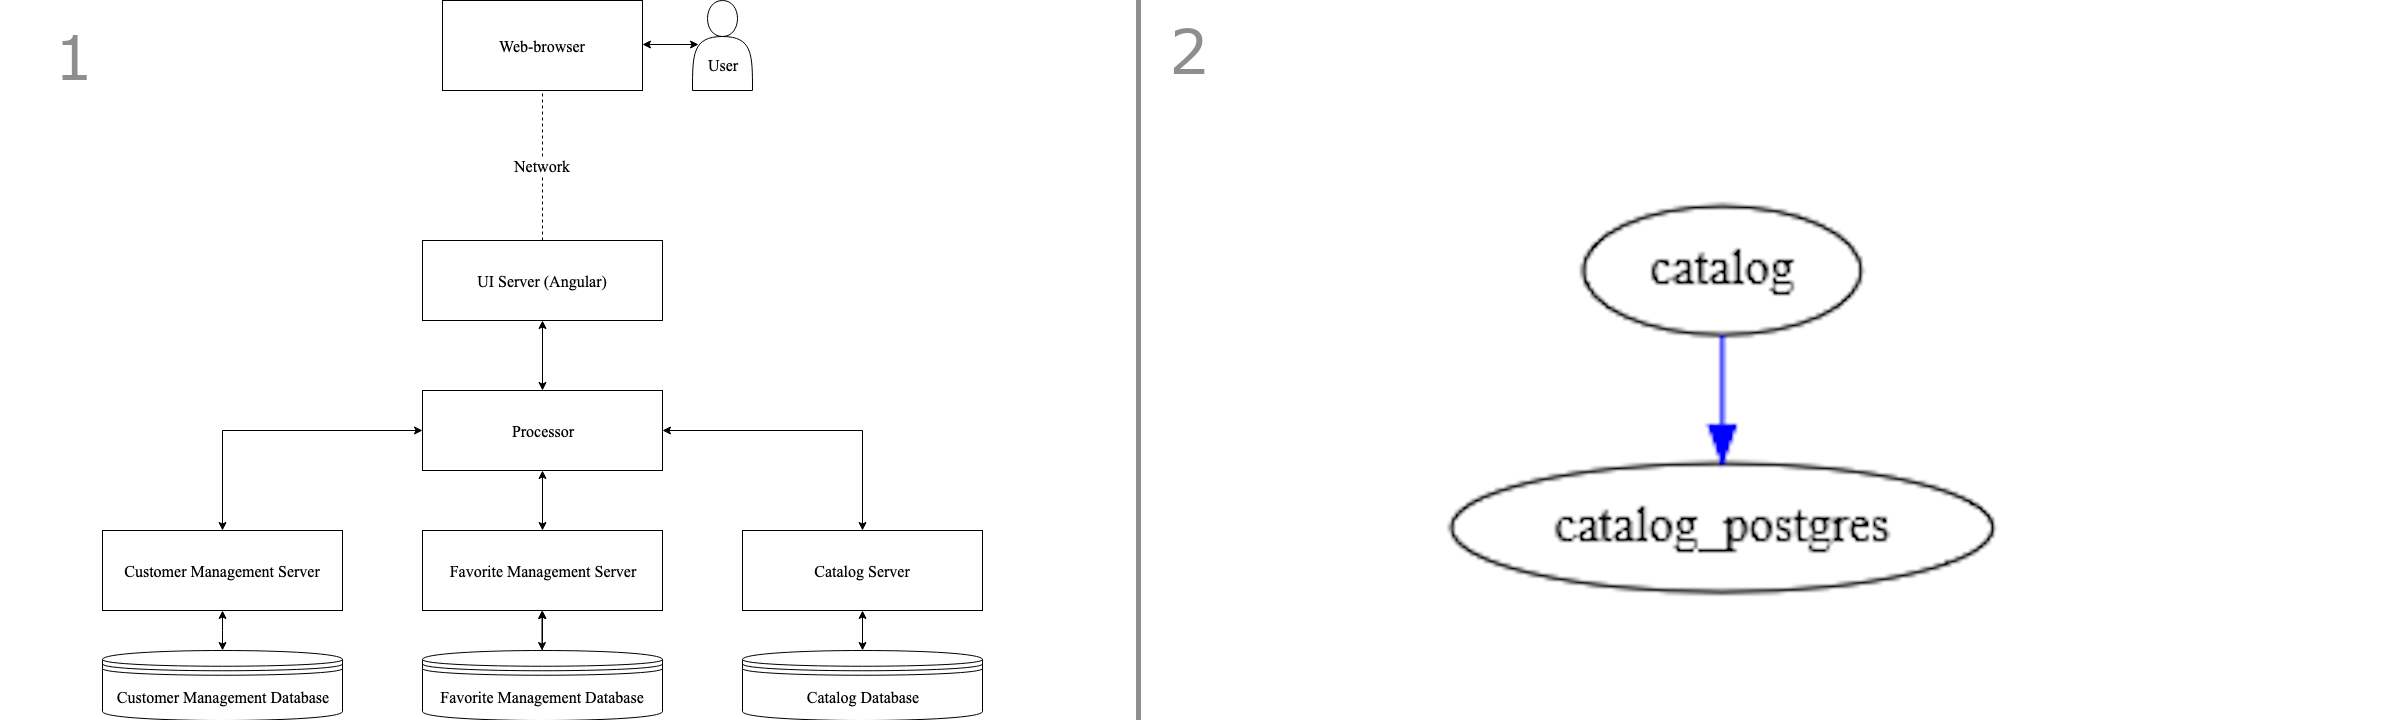 1
Web-browser
User
Network
UI Server (Angular)
Processor
Customer Management Server
Favorite Management Server
Catalog Server
Customer Management Database
Favorite Management Database
Catalog Database
2
catalog
catalog_postgres